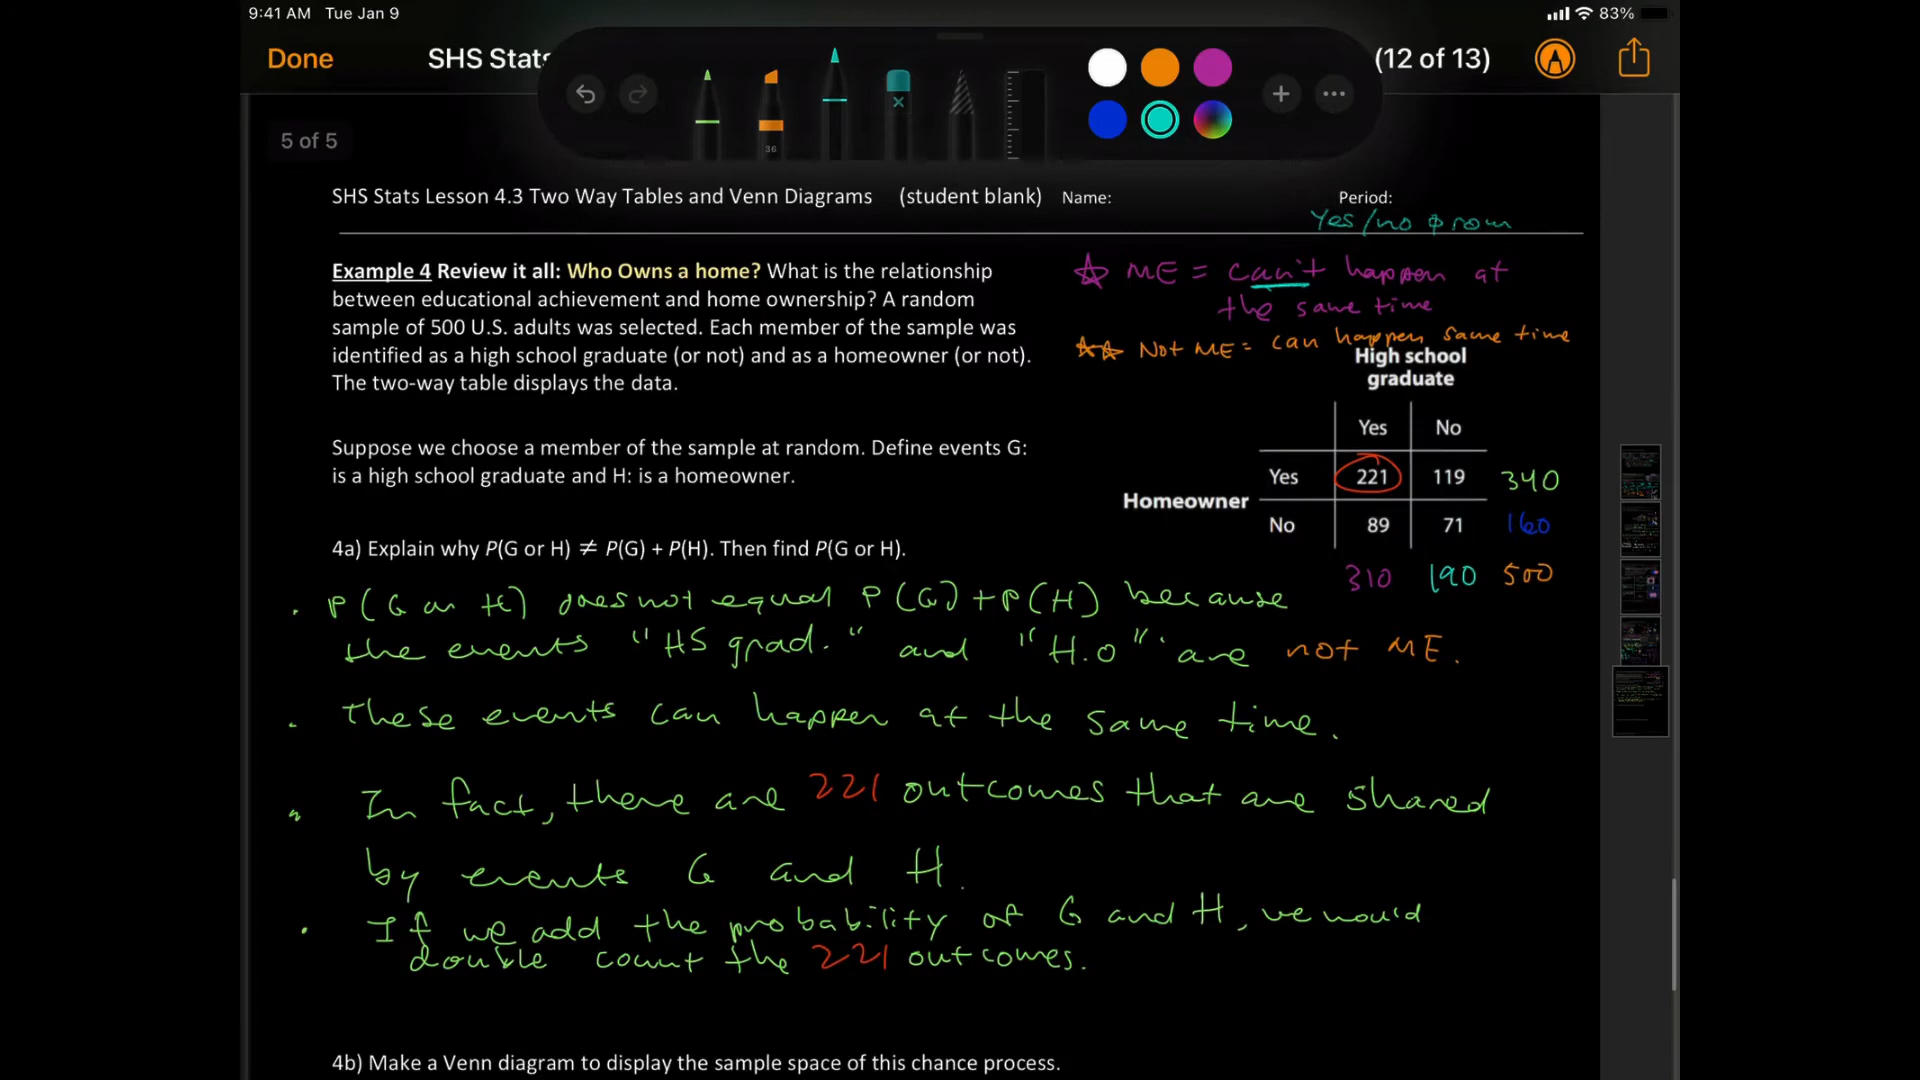 9:41 AM Tue Jan 9
83%
Done
SHS Stats
(12 of 13)
36
5 of 5
SHS Stats Lesson 4.3 Two Way Tables and Venn Diagrams (student blank) Name: Period:
Yes/no
ME = can't happen at
the same time
Not ME = can happen same time
Example 4 Review it all: Who Owns a home? What is the relationship
between educational achievement and home ownership? A random
sample of 500 U.S. adults was selected. Each member of the sample was
identified as a high school graduate (or not) and as a homeowner (or not).
The two-way table displays the data.
High school
graduate
Yes No
Yes 221 119 340
Homeowner
No 89 71 160
310 190 500
Suppose we choose a member of the sample at random. Define events G:
is a high school graduate and H: is a homeowner.
4a) Explain why P(G or H) ≠ P(G) + P(H). Then find P(G or H).
. P(G or H) does not equal P(G)+P(H) because
the events "HS grad." and "H.O". are not ME.
. These events can happen at the same time.
In fact, there are 221 outcomes that are shared
by events G and H.
. If we add the probability of G and H, we would
double count the 221 outcomes.
4b) Make a Venn diagram to display the sample space of this chance process.